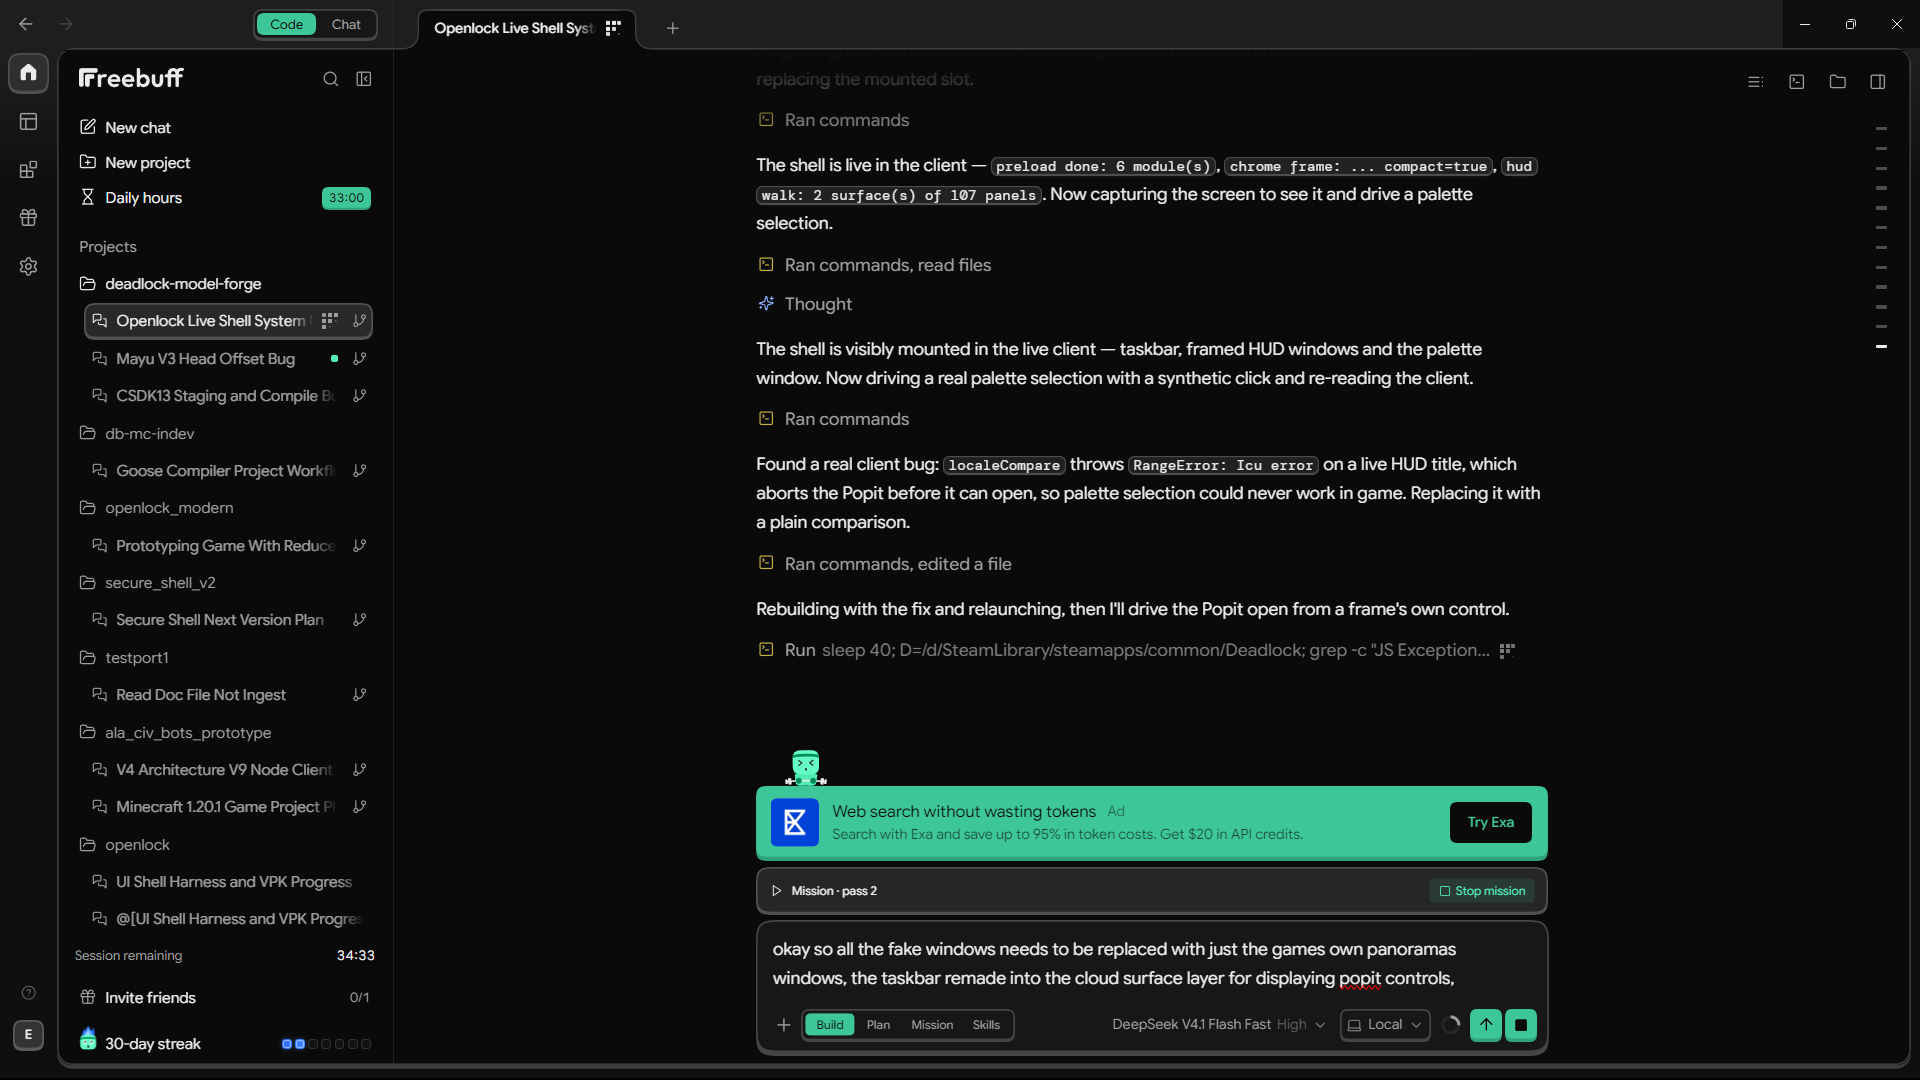 Code
Chat
Openlock Live Shell Syst
Freebuff
New chat
New project
Daily hours
33:00
Projects
deadlock-model-forge
Openlock Live Shell System
Mayu V3 Head Offset Bug
CSDK13 Staging and Compile Bu
db-mc-indev
Goose Compiler Project Workfl
openlock_modern
Prototyping Game With Reduce
secure_shell_v2
Secure Shell Next Version Plan
testport1
Read Doc File Not Ingest
ala_civ_bots_prototype
V4 Architecture V9 Node Client
Minecraft 1.20.1 Game Project Pl
openlock
UI Shell Harness and VPK Progress
@[UI Shell Harness and VPK Progres
Session remaining
34:33
Invite friends
0/1
E
30-day streak
replacing the mounted slot.
Ran commands
The shell is live in the client — preload done: 6 module(s), chrome frame: ... compact=true, hud
walk: 2 surface(s) of 107 panels. Now capturing the screen to see it and drive a palette
selection.
Ran commands, read files
Thought
The shell is visibly mounted in the live client — taskbar, framed HUD windows and the palette
window. Now driving a real palette selection with a synthetic click and re-reading the client.
Ran commands
Found a real client bug: localeCompare throws RangeError: Icu error on a live HUD title, which
aborts the Popit before it can open, so palette selection could never work in game. Replacing it with
a plain comparison.
Ran commands, edited a file
Rebuilding with the fix and relaunching, then I'll drive the Popit open from a frame's own control.
Run sleep 40; D=/d/SteamLibrary/steamapps/common/Deadlock; grep -c "JS Exception...
Web search without wasting tokens Ad
Search with Exa and save up to 95% in token costs. Get $20 in API credits.
Try Exa
Mission · pass 2
Stop mission
okay so all the fake windows needs to be replaced with just the games own panoramas
windows, the taskbar remade into the cloud surface layer for displaying popit controls,
Build
Plan
Mission
Skills
DeepSeek V4.1 Flash Fast High
Local